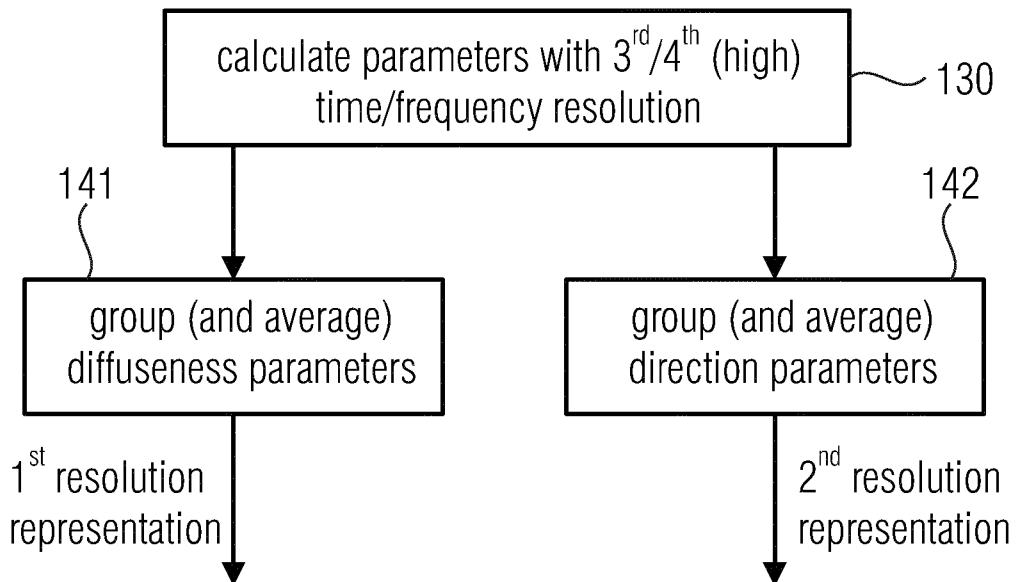 calculate parameters with 3rd/4th (high)
time/frequency resolution
130
141
142
group (and average)
diffuseness parameters
group (and average)
direction parameters
1st resolution
representation
2nd resolution
representation